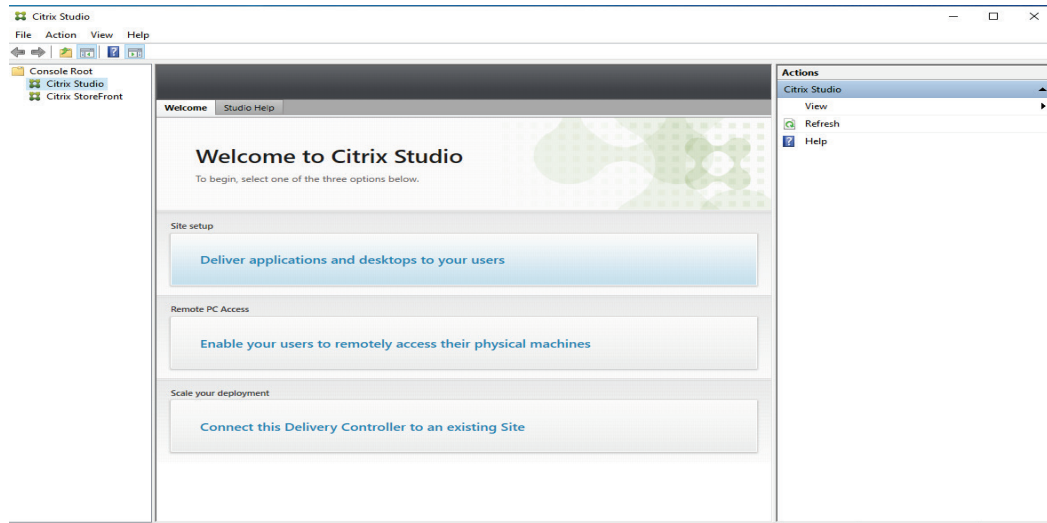 Citrix Studio
File Action View Help
Console Root
Citrix Studio
Citrix StoreFront
Welcome Studio Help
Welcome to Citrix Studio
To begin, select one of the three options below.
Site setup
Deliver applications and desktops to your users
Remote PC Access
Enable your users to remotely access their physical machines
Scale your deployment
Connect this Delivery Controller to an existing Site
Actions
Citrix Studio
View
Refresh
Help